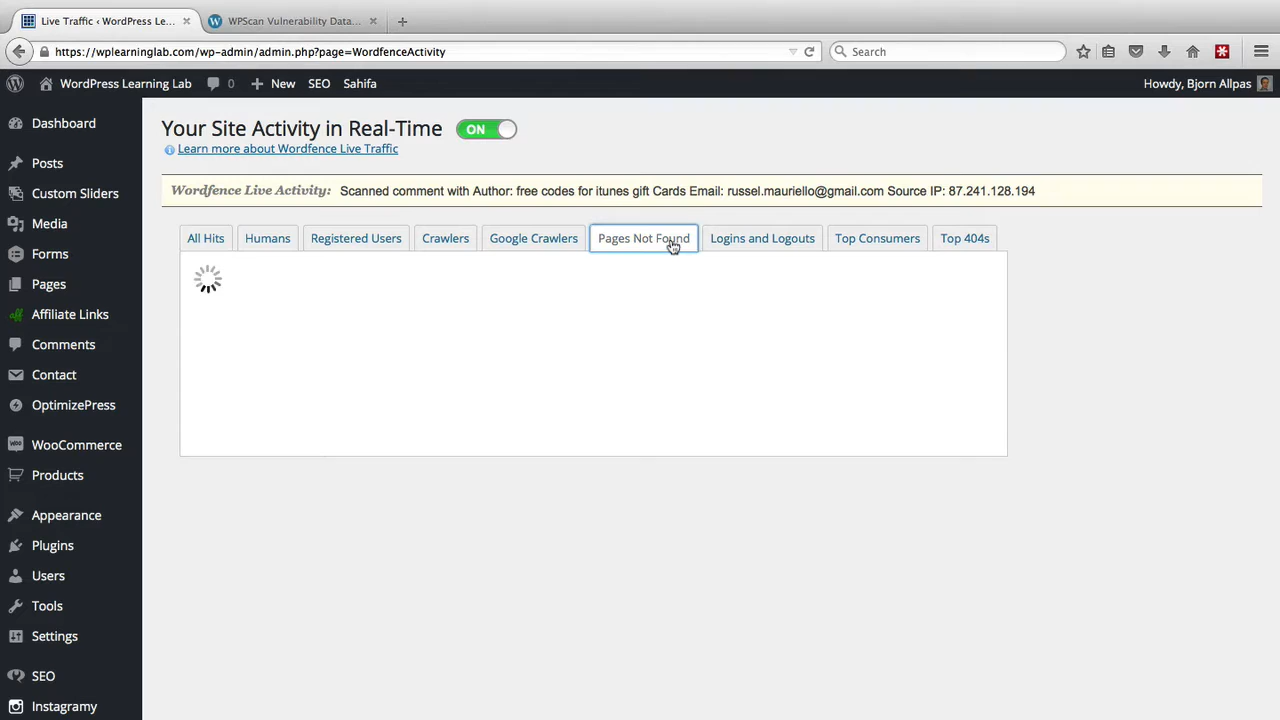 Live Traffic ‹ WordPress Le...
WPScan Vulnerability Data...
https://wplearninglab.com/wp-admin/admin.php?page=WordfenceActivity
Search
WordPress Learning Lab
0
New
SEO
Sahifa
Howdy, Bjorn Allpas
Dashboard
Posts
Custom Sliders
Media
Forms
Pages
Affiliate Links
Comments
Contact
OptimizePress
WooCommerce
Products
Appearance
Plugins
Users
Tools
Settings
SEO
Instagramy
Your Site Activity in Real-Time
ON
Learn more about Wordfence Live Traffic
Wordfence Live Activity: Scanned comment with Author: free codes for itunes gift Cards Email: russel.mauriello@gmail.com Source IP: 87.241.128.194
All Hits
Humans
Registered Users
Crawlers
Google Crawlers
Pages Not Found
Logins and Logouts
Top Consumers
Top 404s